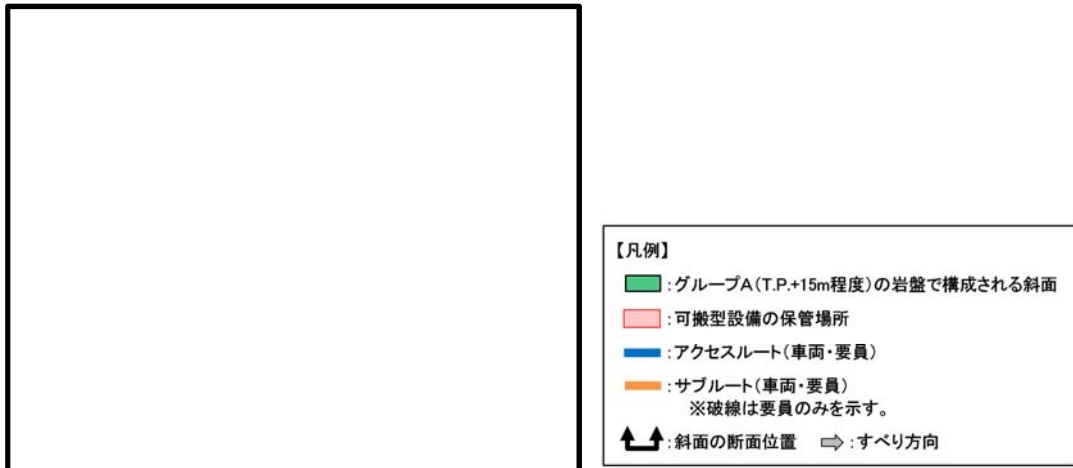 【凡例】
:グループA(T.P.+15m程度)の岩盤で構成される斜面
:可搬型設備の保管場所
:アクセスルート(車両・要員)
:サブルート(車両・要員)
※破線は要員のみを示す。
:斜面の断面位置 :すべり方向